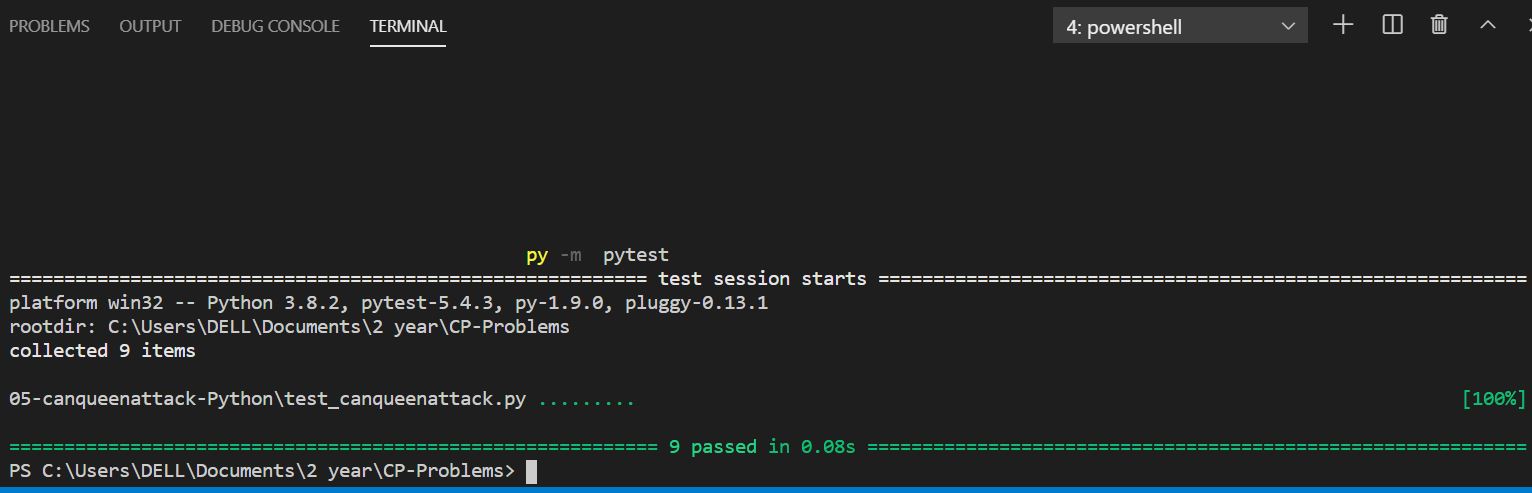 PROBLEMS OUTPUT DEBUG CONSOLE TERMINAL 4: powershell
py -m  pytest
=========================================================== test session starts ===========================================================
platform win32 -- Python 3.8.2, pytest-5.4.3, py-1.9.0, pluggy-0.13.1
rootdir: C:\Users\DELL\Documents\2 year\CP-Problems
collected 9 items
05-canqueenattack-Python\test_canqueenattack.py ......... [100%]
============================================================ 9 passed in 0.08s ============================================================
PS C:\Users\DELL\Documents\2 year\CP-Problems>